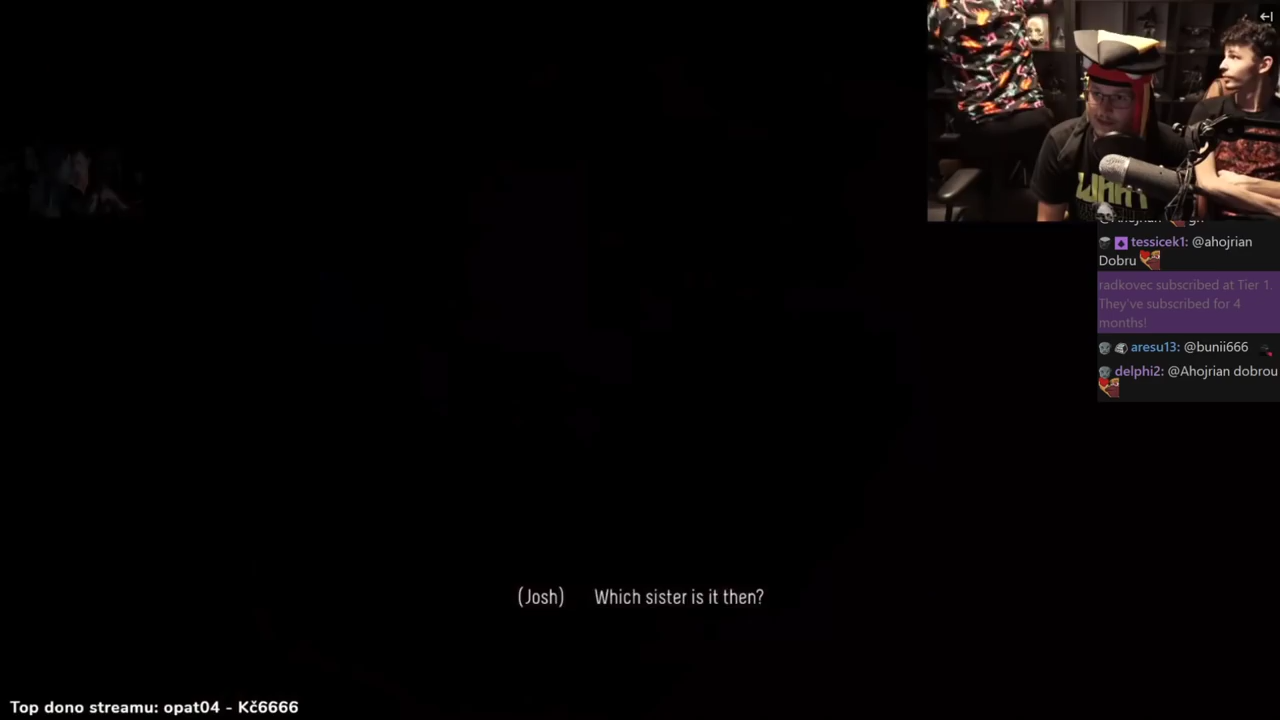 tessicek1: @ahojrian
Dobru
radkovec subscribed at Tier 1.
They've subscribed for 4
months!
aresu13: @bunii666
delphi2: @Ahojrian dobrou
(Josh) Which sister is it then?
Top dono streamu: opat04 - Kč6666